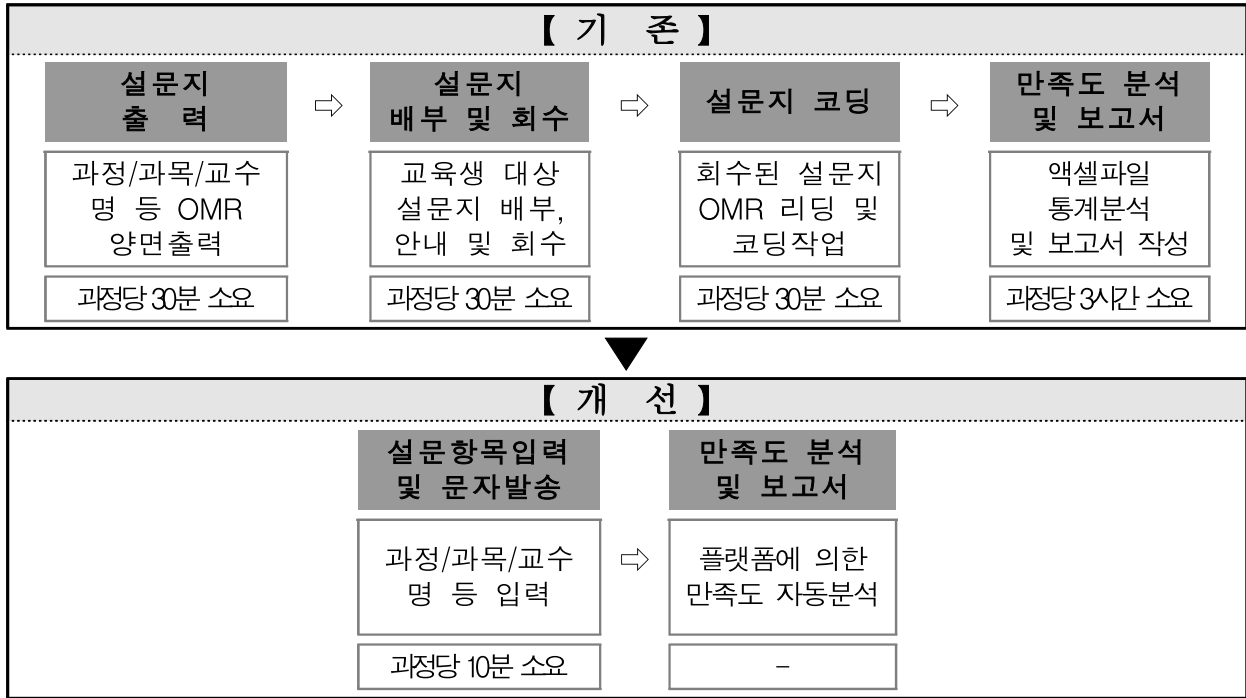 【 기 존 】
설문지
출 력
⇨
설문지
배부 및 회수
⇨
설문지 코딩
⇨
만족도 분석
및 보고서
과정/과목/교수
명 등 OMR
양면출력
교육생 대상
설문지 배부,
안내 및 회수
회수된 설문지
OMR 리딩 및
코딩작업
액셀파일
통계분석
및 보고서 작성
과정당 30분 소요
과정당 30분 소요
과정당 30분 소요
과정당 3시간 소요
【 개 선 】
설문항목입력
및 문자발송
만족도 분석
및 보고서
과정/과목/교수
명 등 입력
⇨
플랫폼에 의한
만족도 자동분석
과정당 10분 소요
-